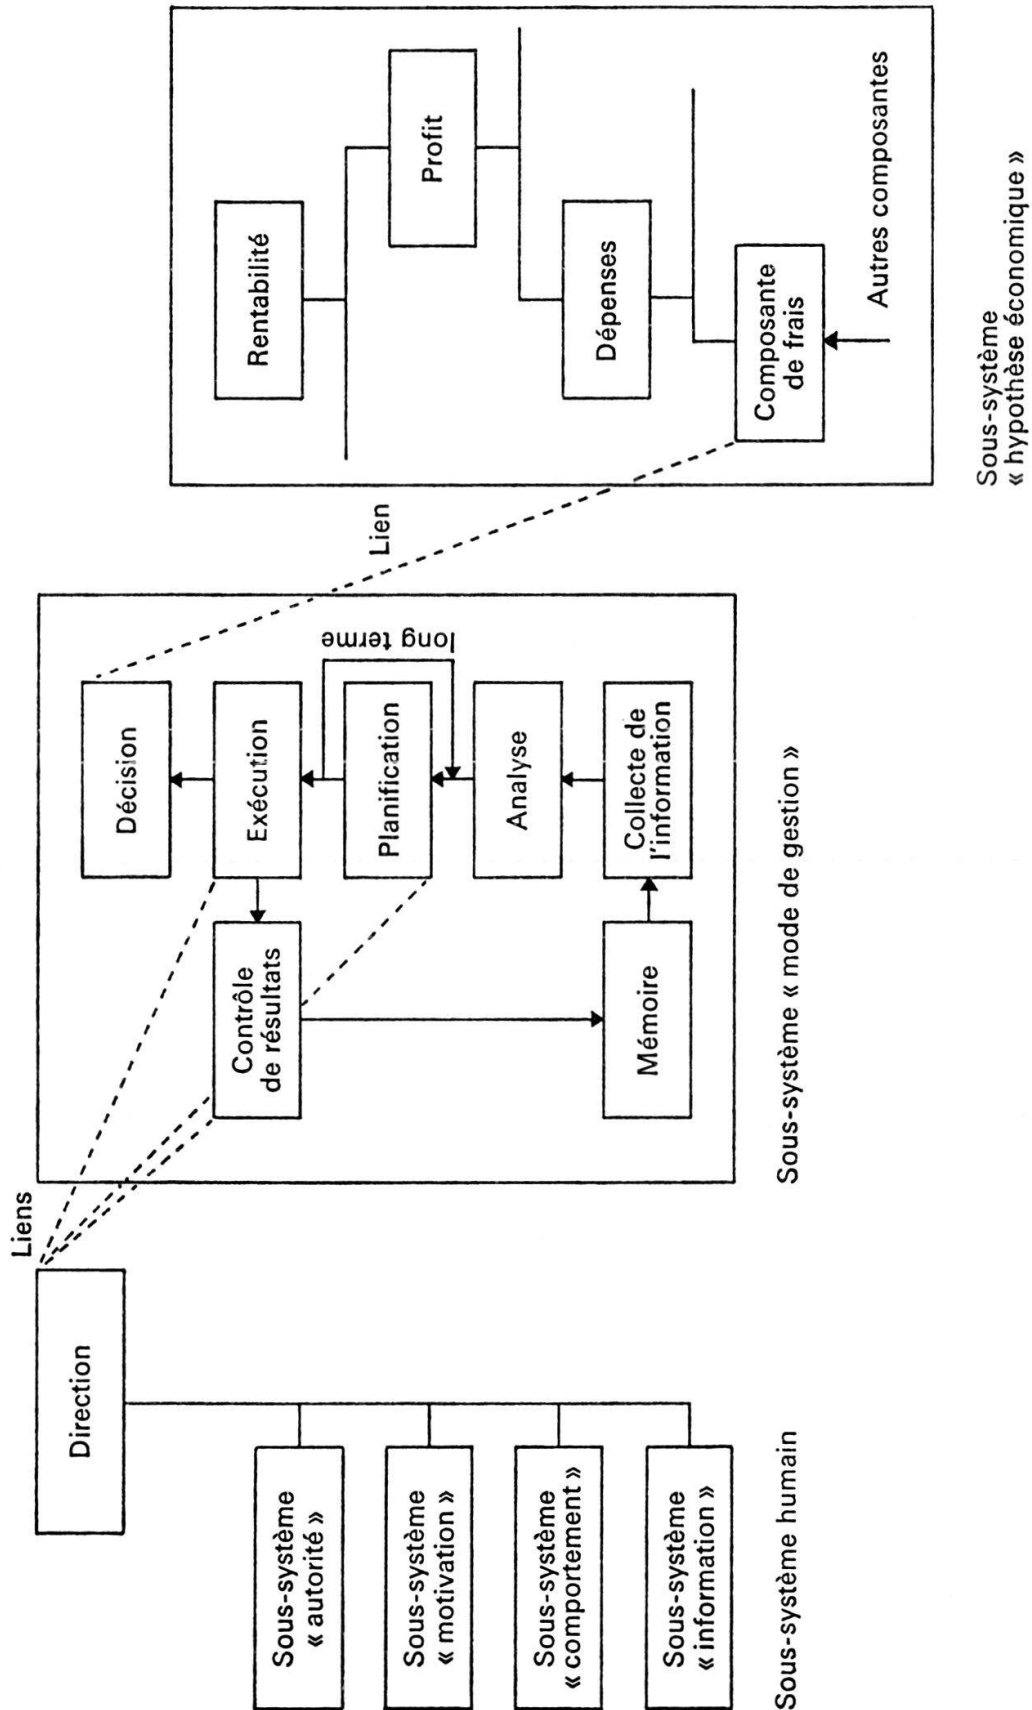 Direction
Liens
Sous-système
« autorité »
Sous-système
« motivation »
Sous-système
« comportement »
Sous-système
« information »
Sous-système humain
Décision
Exécution
Contrôle
de résultats
Planification
long terme
Analyse
Collecte de
l'information
Mémoire
Sous-système « mode de gestion »
Lien
Rentabilité
Profit
Dépenses
Composante
de frais
Autres composantes
Sous-système
« hypothèse économique »